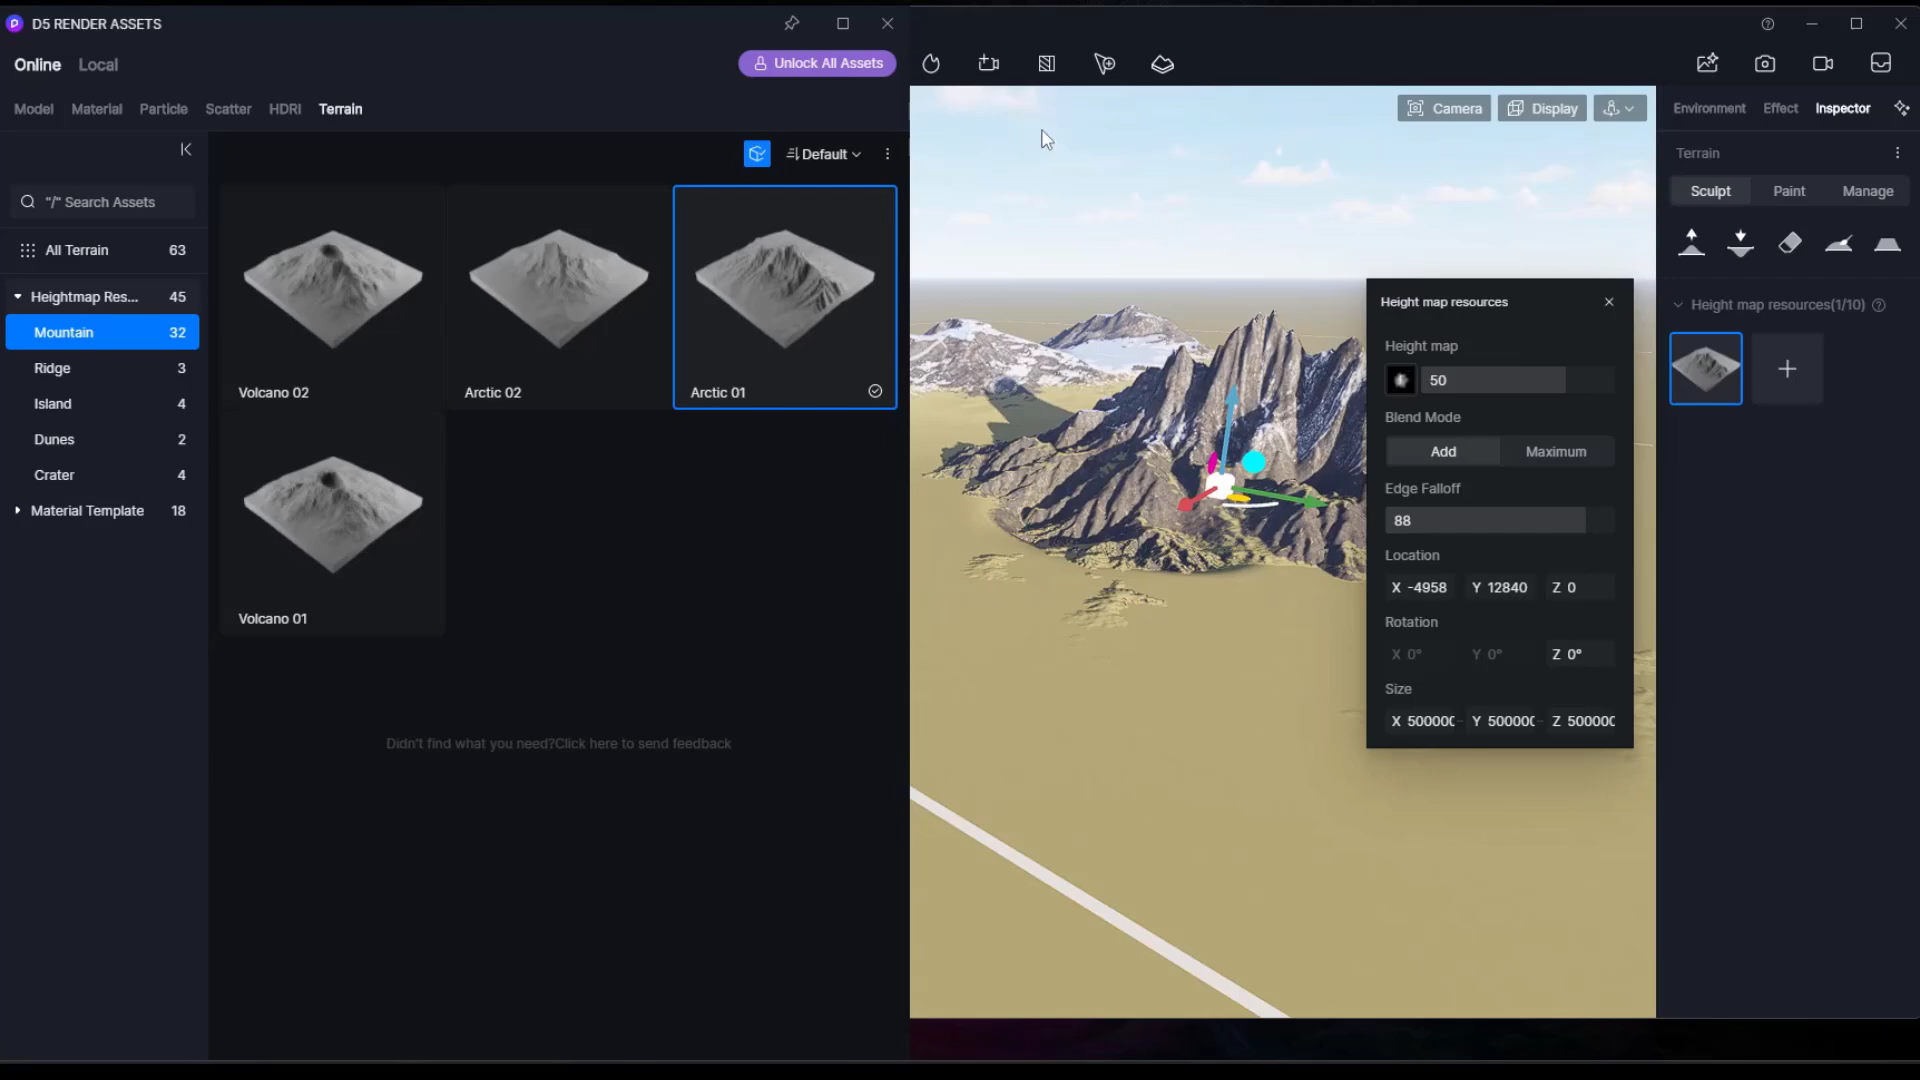 D5 RENDER ASSETS
Online Local
Unlock All Assets
Model Material Particle Scatter HDRI Terrain
Default
"/" Search Assets
All Terrain 63
Heightmap Res... 45
Mountain 32
Ridge 3
Island 4
Dunes 2
Crater 4
Material Template 18
Volcano 02
Arctic 02
Arctic 01
Volcano 01
Didn't find what you need?Click here to send feedback
Camera Display
Environment Effect Inspector
Terrain
Sculpt Paint Manage
Height map resources(1/10)
Height map resources
Height map
50
Blend Mode
Add Maximum
Edge Falloff
88
Location
X -4958 Y 12840 Z 0
Rotation
X 0° Y 0° Z 0°
Size
X 500000 Y 500000 Z 500000